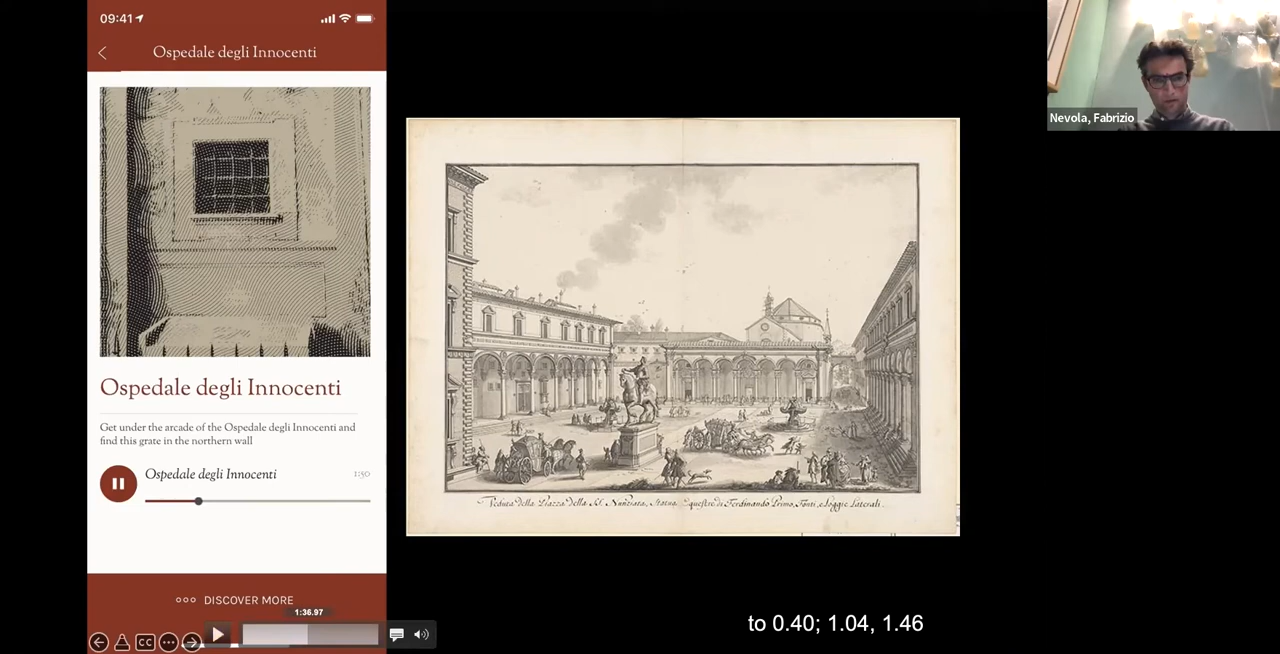 09:41
Ospedale degli Innocenti
Nevola, Fabrizio
Veduta della Piazza della SS. Nunziata, Statua Equestre di Ferdinando Primo, Fonti, e Loggie Laterali.
Ospedale degli Innocenti
Get under the arcade of the Ospedale degli Innocenti and
find this grate in the northern wall
Ospedale degli Innocenti
1:50
DISCOVER MORE
1:36.97
CC
to 0.40; 1.04, 1.46